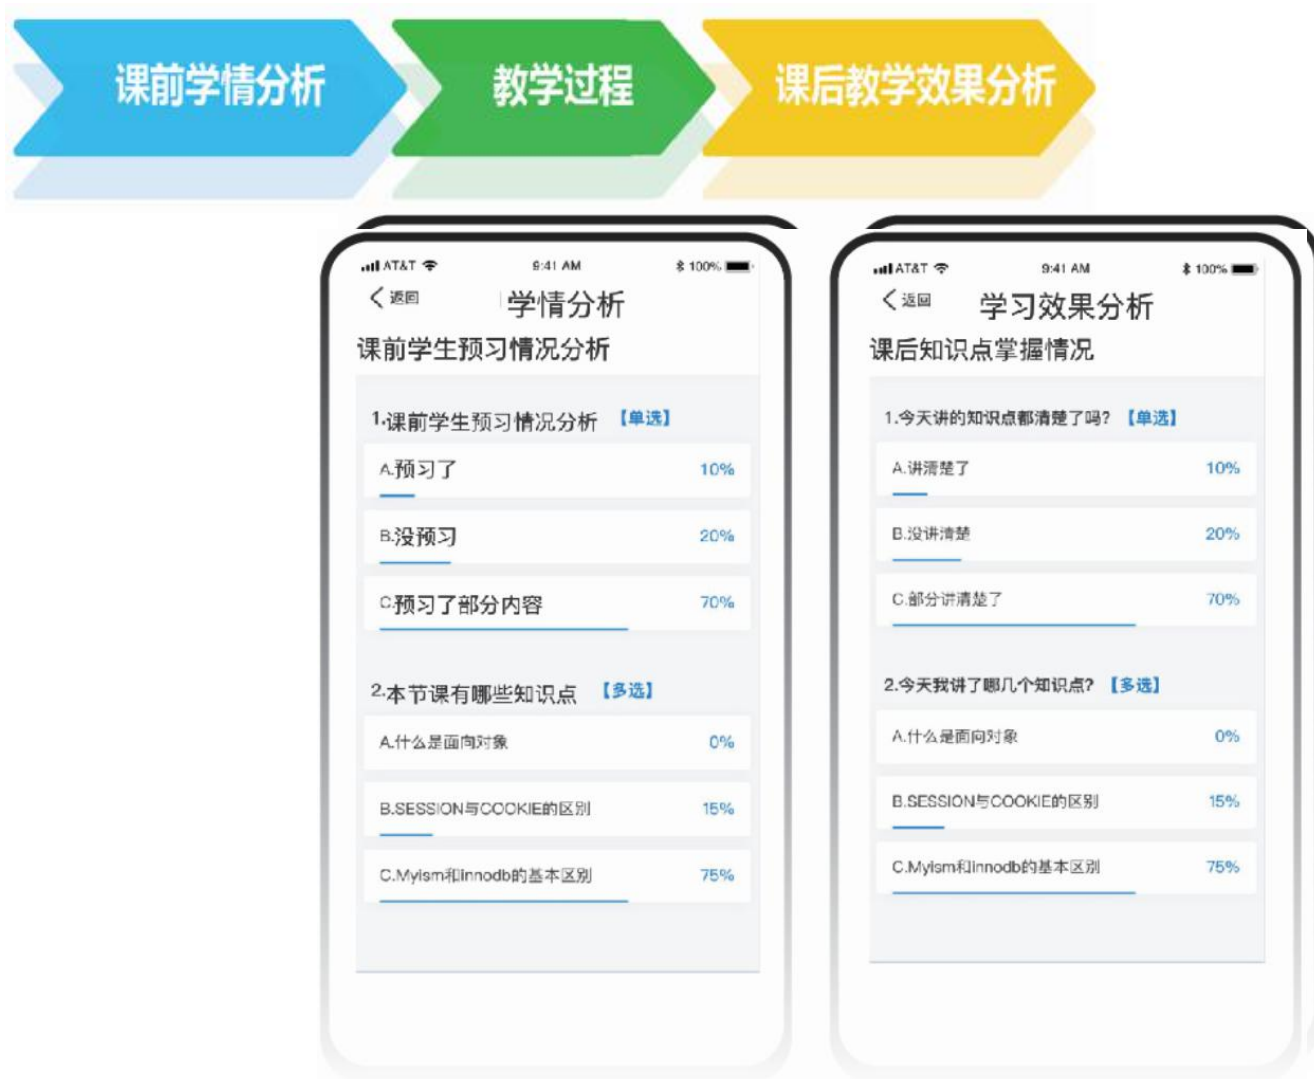 课前学情分析
教学过程
课后教学效果分析
AT&T 9:41 AM 100%
返回 学情分析
课前学生预习情况分析
1.课前学生预习情况分析 【单选】
A.预习了 10%
B.没预习 20%
C.预习了部分内容 70%
2.本节课有哪些知识点 【多选】
A.什么是面向对象 0%
B.SESSION与COOKIE的区别 15%
C.Myism和innodb的基本区别 75%
AT&T 9:41 AM 100%
返回 学习效果分析
课后知识点掌握情况
1.今天讲的知识点都清楚了吗? 【单选】
A.讲清楚了 10%
B.没讲清楚 20%
C.部分讲清楚了 70%
2.今天我讲了哪几个知识点? 【多选】
A.什么是面向对象 0%
B.SESSION与COOKIE的区别 15%
C.Myism和innodb的基本区别 75%